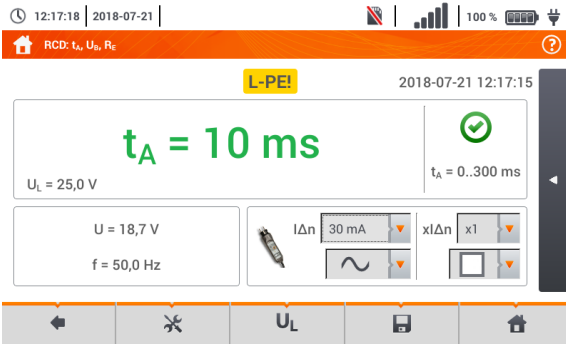 12:17:18 2018-07-21 100 %
RCD: tA, UB, RE
L-PE! 2018-07-21 12:17:15
tA = 10 ms
UL = 25,0 V
tA = 0..300 ms
U = 18,7 V
f = 50,0 Hz
IΔn 30 mA xIΔn x1
UL